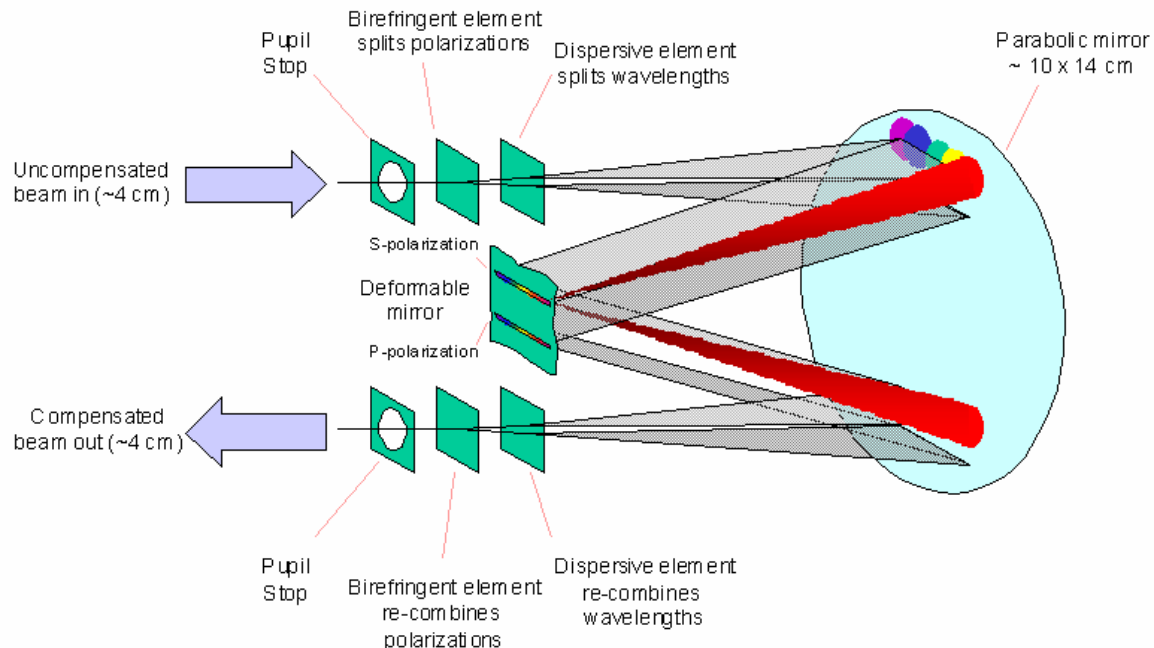 Birefringent element
splits polarizations
Pupil
Stop
Dispersive element
splits wavelengths
Parabolic mirror
~ 10 x 14 cm
Uncompensated
beam in (~4 cm)
S-polarization
Deformable
mirror
P-polarization
Compensated
beam out (~4 cm)
Pupil
Stop
Birefringent element
re-combines
polarizations
Dispersive element
re-combines
wavelengths